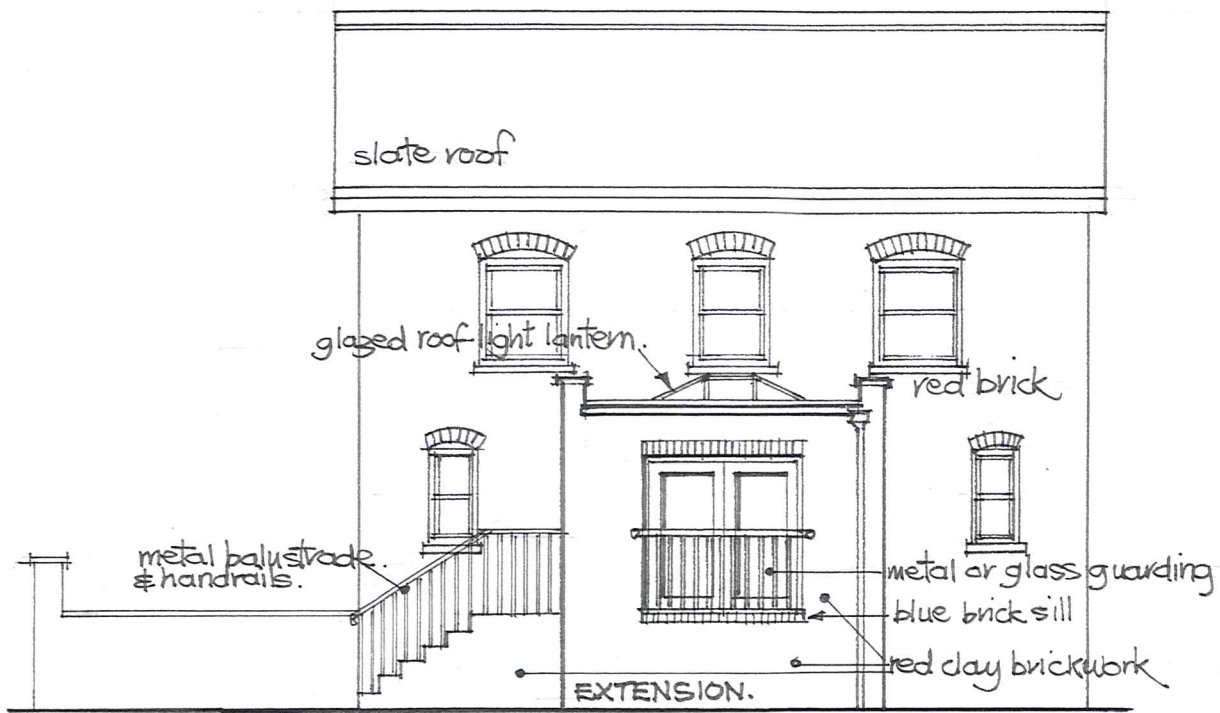 slate roof
glazed roof light lantern.
red brick
metal balustrade.
& handrails.
metal or glass guarding
blue brick sill
red clay brickwork
EXTENSION.